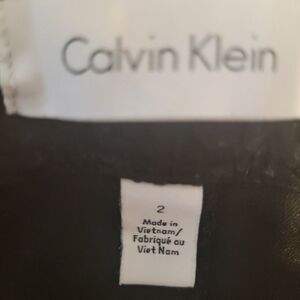 Calvin Klein
2
Made in
Vietnam/
Fabriqué au
Viet Nam